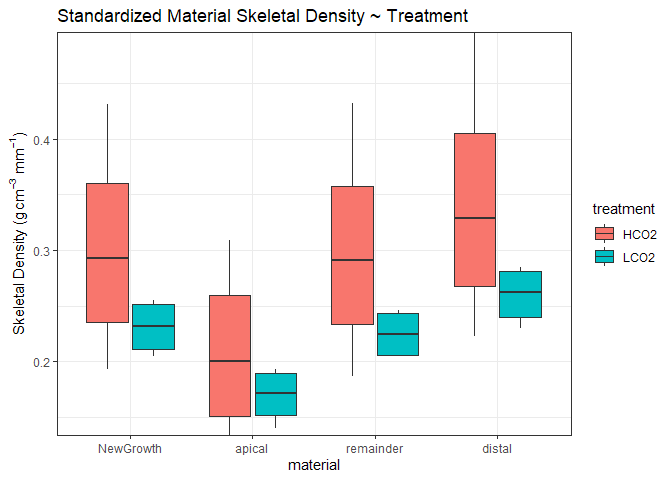 Standardized Material Skeletal Density ~ Treatment
Skeletal Density (g cm⁻³ mm⁻¹)
0.4
0.3
0.2
NewGrowth apical remainder distal
material
treatment
HCO2
LCO2